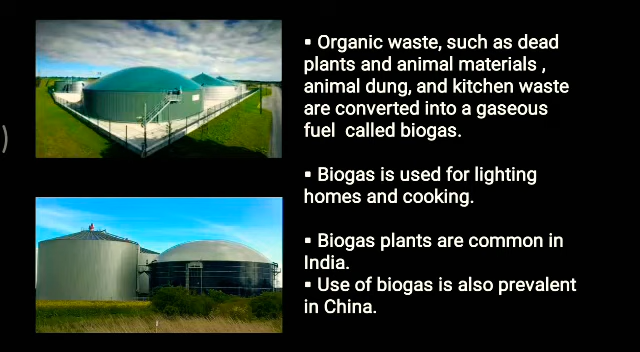 ▪ Organic waste, such as dead
plants and animal materials ,
animal dung, and kitchen waste
are converted into a gaseous
fuel called biogas.
▪ Biogas is used for lighting
homes and cooking.
▪ Biogas plants are common in
India.
▪ Use of biogas is also prevalent
in China.